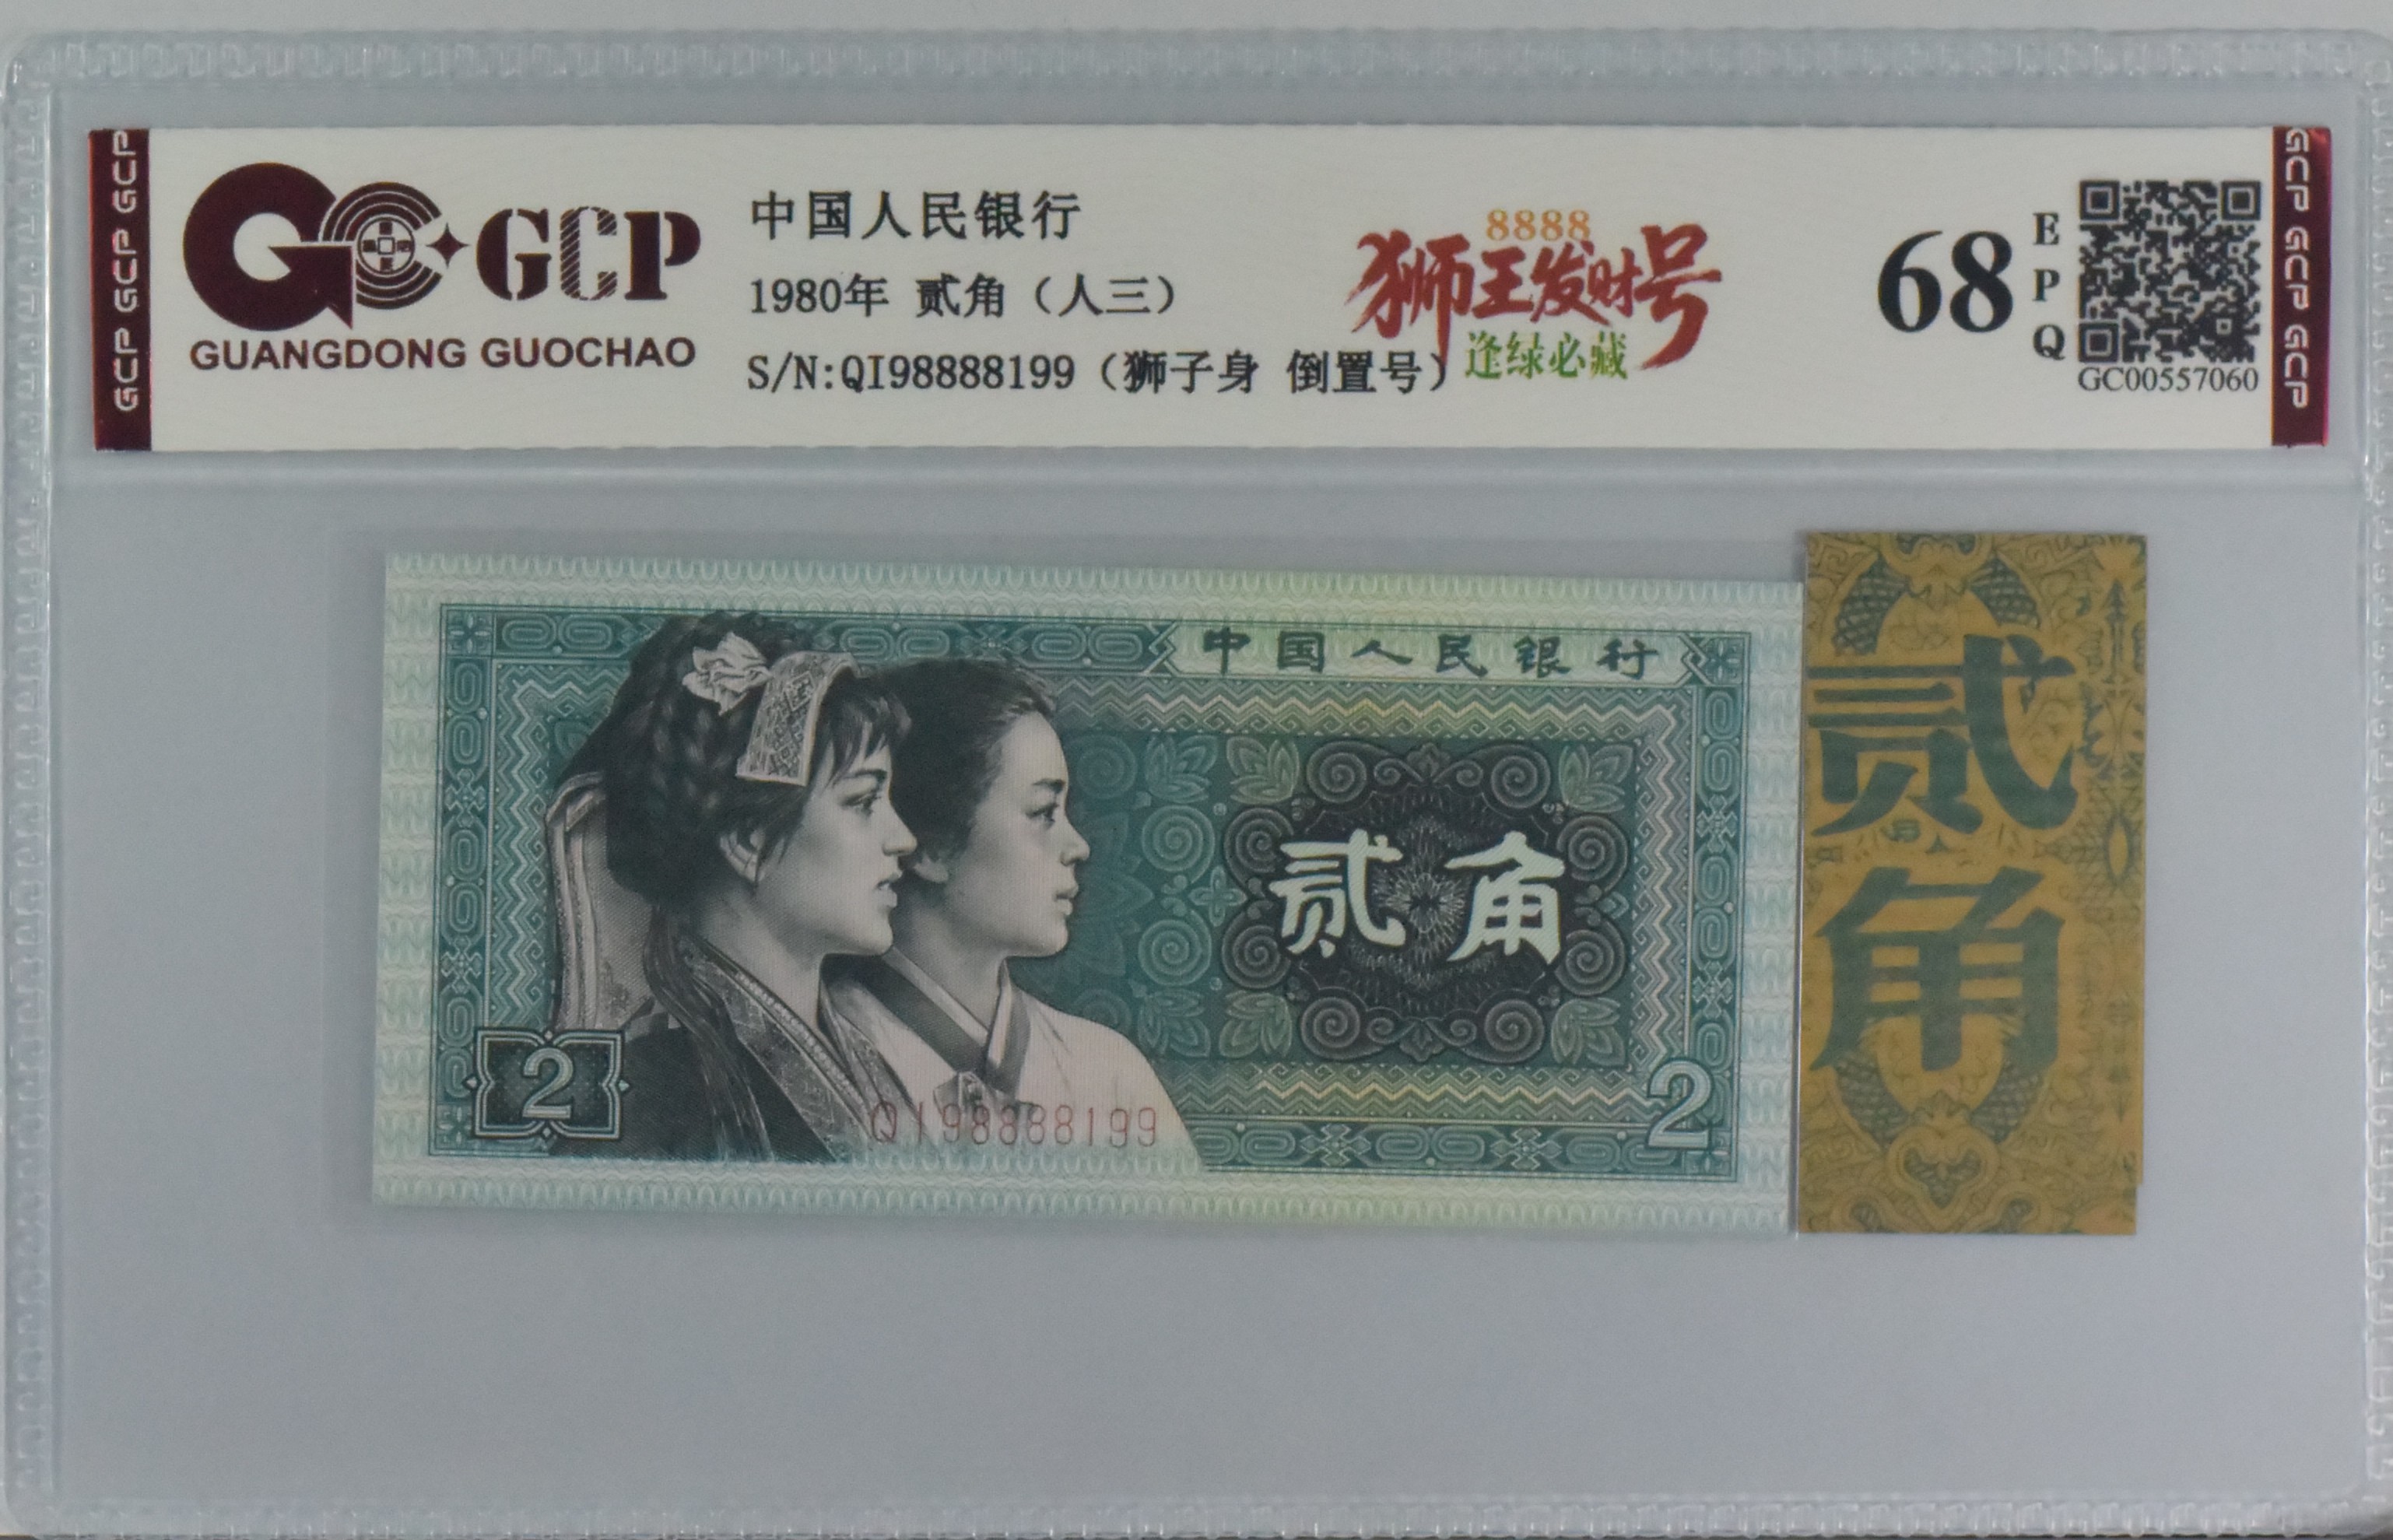 GCP GCP GCP
GCP
GUANGDONG GUOCHAO
中国人民银行
1980年 贰角（人三）
S/N:QI98888199（狮子身 倒置号）
8888
狮王发财号
逢绿必藏
68
E
P
Q
GC00557060
GCP GCP GCP
中国人民银行
贰角
2
QI98888199
2
贰
角